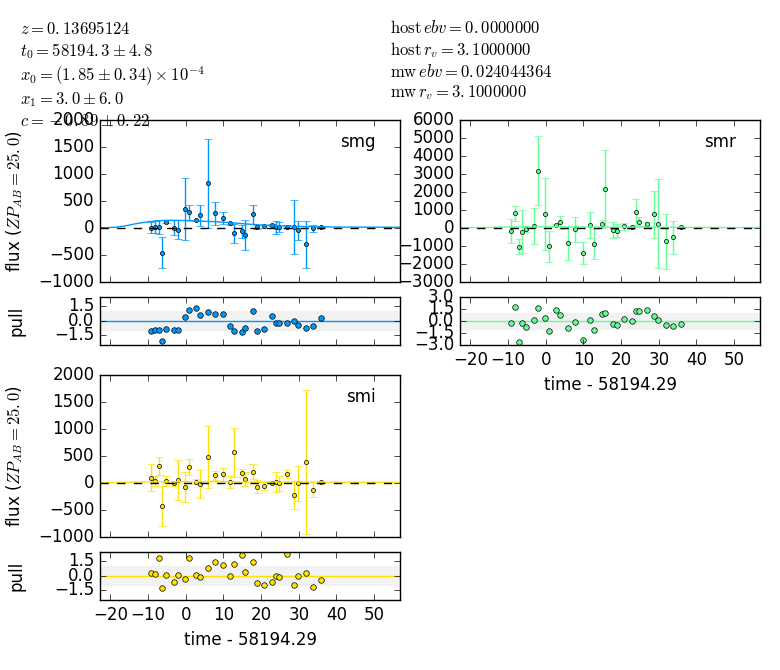 z = 0.13695124
t₀ = 58194.3 ± 4.8
x₀ = (1.85 ± 0.34) × 10⁻⁴
x₁ = 3.0 ± 6.0
c = −0.89 ± 0.22
host ebv = 0.0000000
host r_v = 3.1000000
mw ebv = 0.024044364
mw r_v = 3.1000000
smg
flux (ZP_AB = 25.0)
2000
1500
1000
500
0
−500
−1000
pull
1.5
0.0
−1.5
smr
6000
5000
4000
3000
2000
1000
0
−1000
−2000
−3000
3.0
1.5
0.0
−1.5
−3.0
−20 −10 0 10 20 30 40 50
time - 58194.29
smi
flux (ZP_AB = 25.0)
2000
1500
1000
500
0
−500
−1000
pull
1.5
0.0
−1.5
−20 −10 0 10 20 30 40 50
time - 58194.29